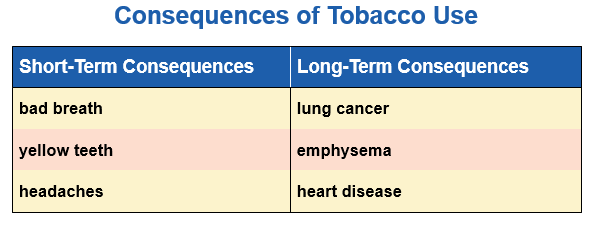 Consequences of Tobacco Use
Short-Term Consequences Long-Term Consequences
bad breath lung cancer
yellow teeth emphysema
headaches heart disease